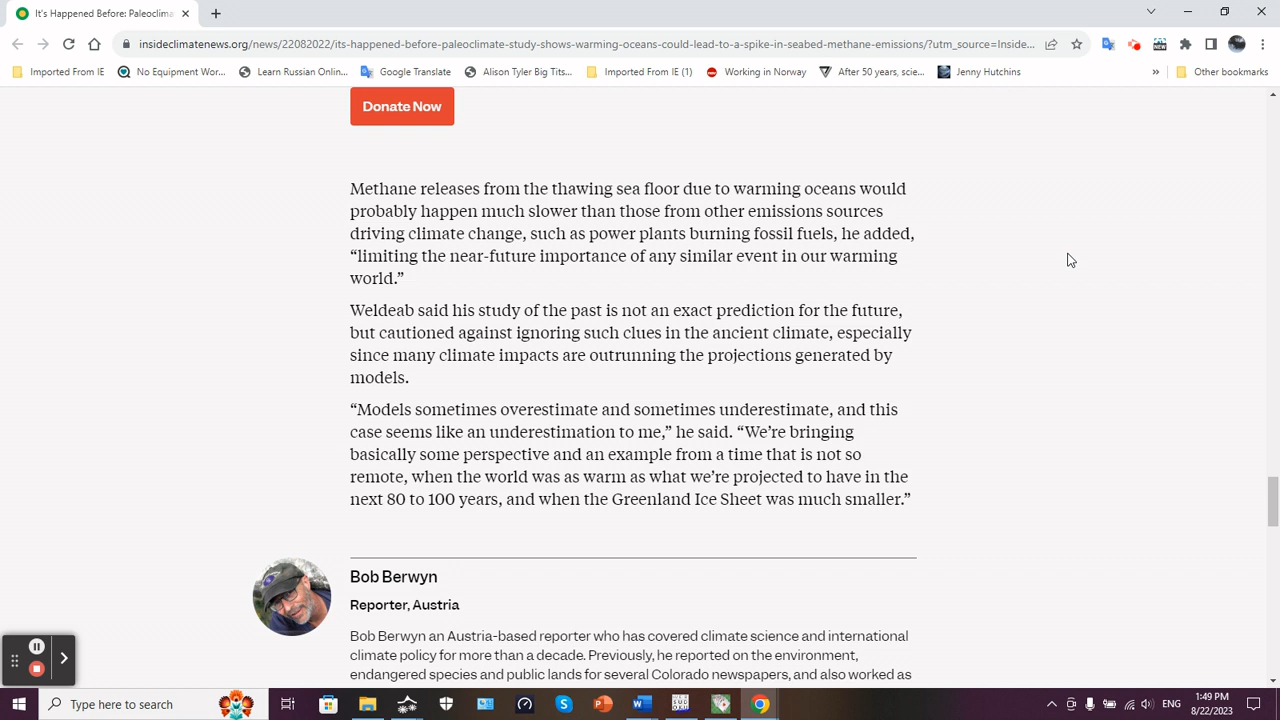 It's Happened Before: Paleoclima
insideclimatenews.org/news/22082022/its-happened-before-paleoclimate-study-shows-warming-oceans-could-lead-to-a-spike-in-seabed-methane-emissions/?utm_source=Inside...
Imported From IE
No Equipment Wor...
Learn Russian Onlin...
Google Translate
Alison Tyler Big Tits...
Imported From IE (1)
Working in Norway
After 50 years, scie...
Jenny Hutchins
»
Other bookmarks
Donate Now
Methane releases from the thawing sea floor due to warming oceans would
probably happen much slower than those from other emissions sources
driving climate change, such as power plants burning fossil fuels, he added,
“limiting the near-future importance of any similar event in our warming
world.”
Weldeab said his study of the past is not an exact prediction for the future,
but cautioned against ignoring such clues in the ancient climate, especially
since many climate impacts are outrunning the projections generated by
models.
“Models sometimes overestimate and sometimes underestimate, and this
case seems like an underestimation to me,” he said. “We’re bringing
basically some perspective and an example from a time that is not so
remote, when the world was as warm as what we’re projected to have in the
next 80 to 100 years, and when the Greenland Ice Sheet was much smaller.”
Bob Berwyn
Reporter, Austria
Bob Berwyn an Austria-based reporter who has covered climate science and international
climate policy for more than a decade. Previously, he reported on the environment,
endangered species and public lands for several Colorado newspapers, and also worked as
Type here to search
ENG
1:49 PM
8/22/2023